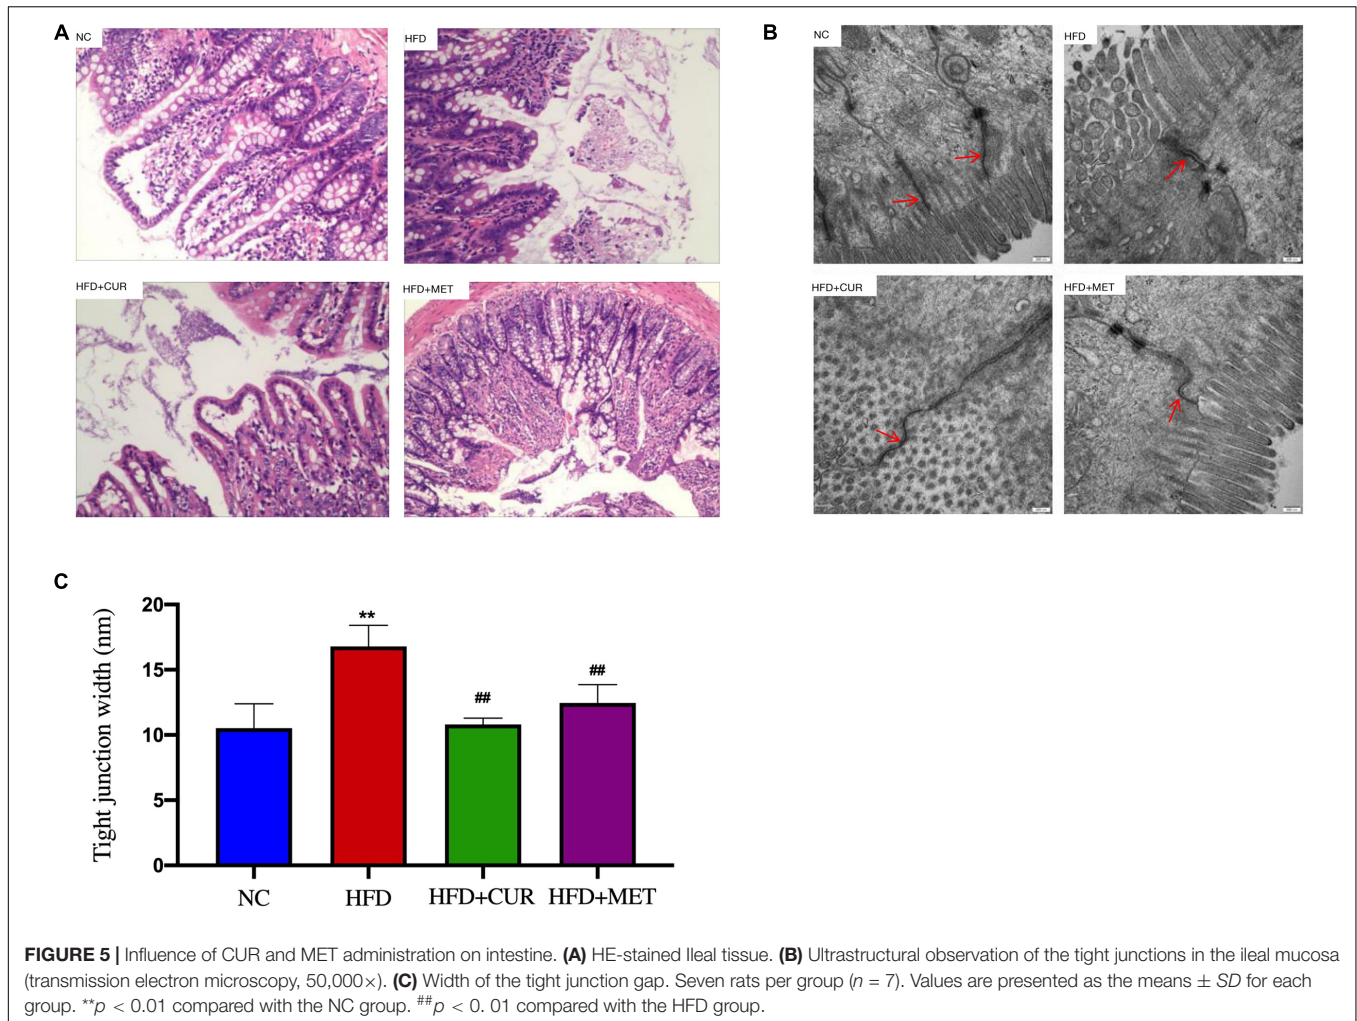 A
NC
HFD
HFD+CUR
HFD+MET
B
NC
HFD
HFD+CUR
HFD+MET
C
Tight junction width (nm)
20
15
10
5
0
**
##
##
NC HFD HFD+CUR HFD+MET
FIGURE 5 | Influence of CUR and MET administration on intestine. (A) HE-stained Ileal tissue. (B) Ultrastructural observation of the tight junctions in the ileal mucosa
(transmission electron microscopy, 50,000×). (C) Width of the tight junction gap. Seven rats per group (n = 7). Values are presented as the means ± SD for each
group. **p < 0.01 compared with the NC group. ##p < 0. 01 compared with the HFD group.